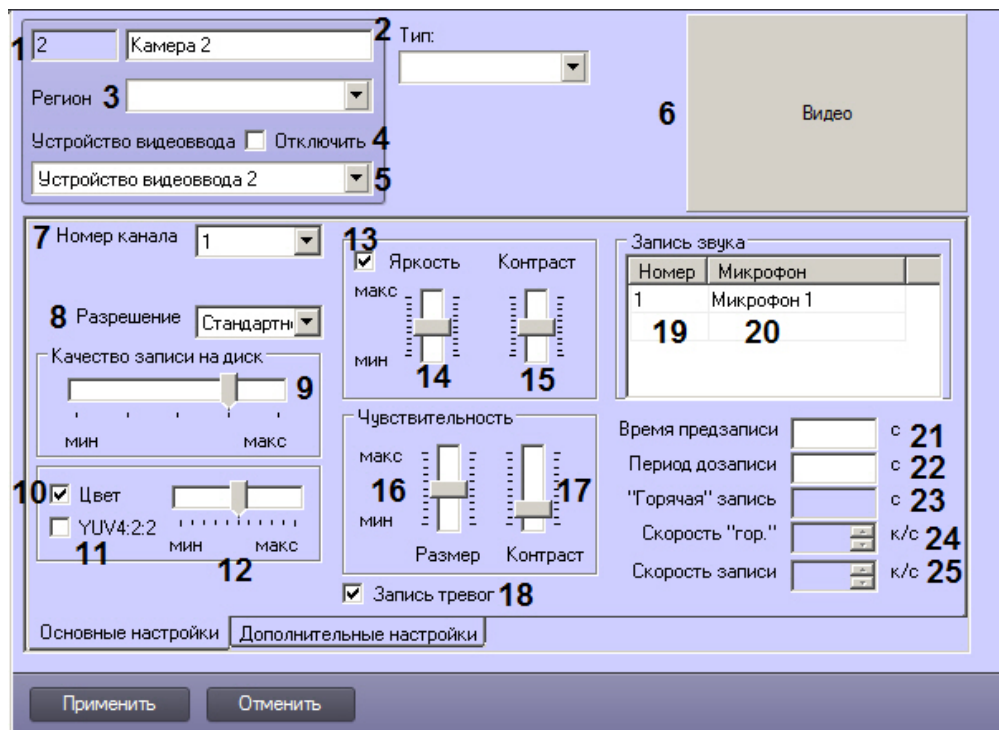 1 2 Камера 2 2 Тип:
Регион 3
Устройство видеоввода Отключить 4
Устройство видеоввода 2 5
6 Видео
7 Номер канала 1
8 Разрешение Стандартн
Качество записи на диск
9
мин макс
10 Цвет
11 YUV4:2:2
мин макс
12
13 Яркость Контраст
макс
мин
14 15
Чувствительность
макс
16 17
мин
Размер Контраст
Запись тревог 18
Запись звука
Номер Микрофон
1 Микрофон 1
19 20
Время предзаписи с 21
Период дозаписи с 22
"Горячая" запись с 23
Скорость "гор." к/с 24
Скорость записи к/с 25
Основные настройки Дополнительные настройки
Применить Отменить